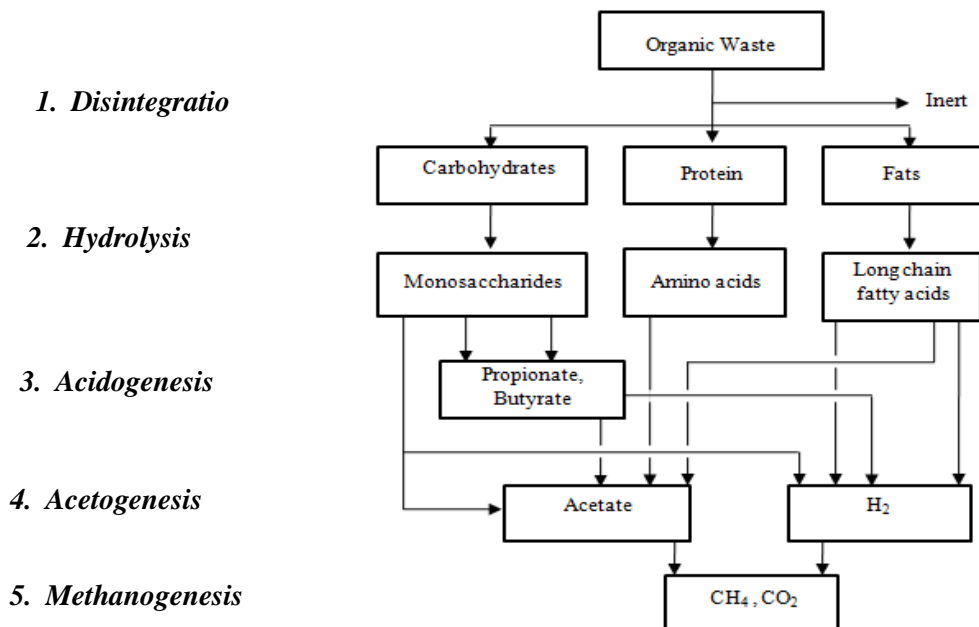 Organic Waste
1. Disintegratio
Inert
Carbohydrates
Protein
Fats
2. Hydrolysis
Monosaccharides
Amino acids
Long chain
fatty acids
3. Acidogenesis
Propionate,
Butyrate
4. Acetogenesis
Acetate
H₂
5. Methanogenesis
CH₄ , CO₂